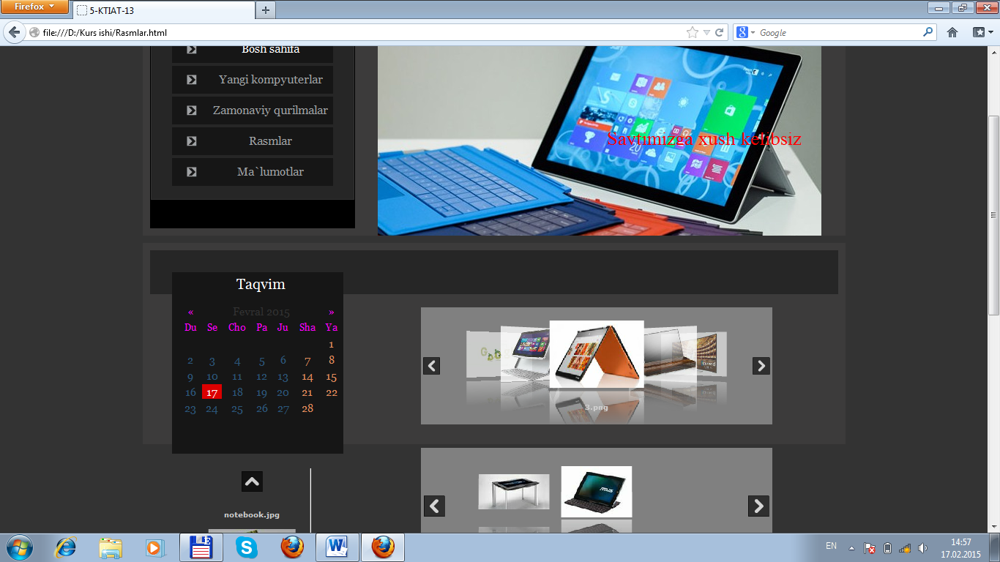 Firefox
5-KTIAT-13
file:///D:/Kurs ishi/Rasmlar.html
Google
Bosh sahifa
Yangi kompyuterlar
Zamonaviy qurilmalar
Rasmlar
Ma`lumotlar
Saytimizga xush kelibsiz
Taqvim
« Fevral 2015 »
Du Se Cho Pa Ju Sha Ya
1
2 3 4 5 6 7 8
9 10 11 12 13 14 15
16 17 18 19 20 21 22
23 24 25 26 27 28
3.png
ASUS
notebook.jpg
EN
14:57
17.02.2015